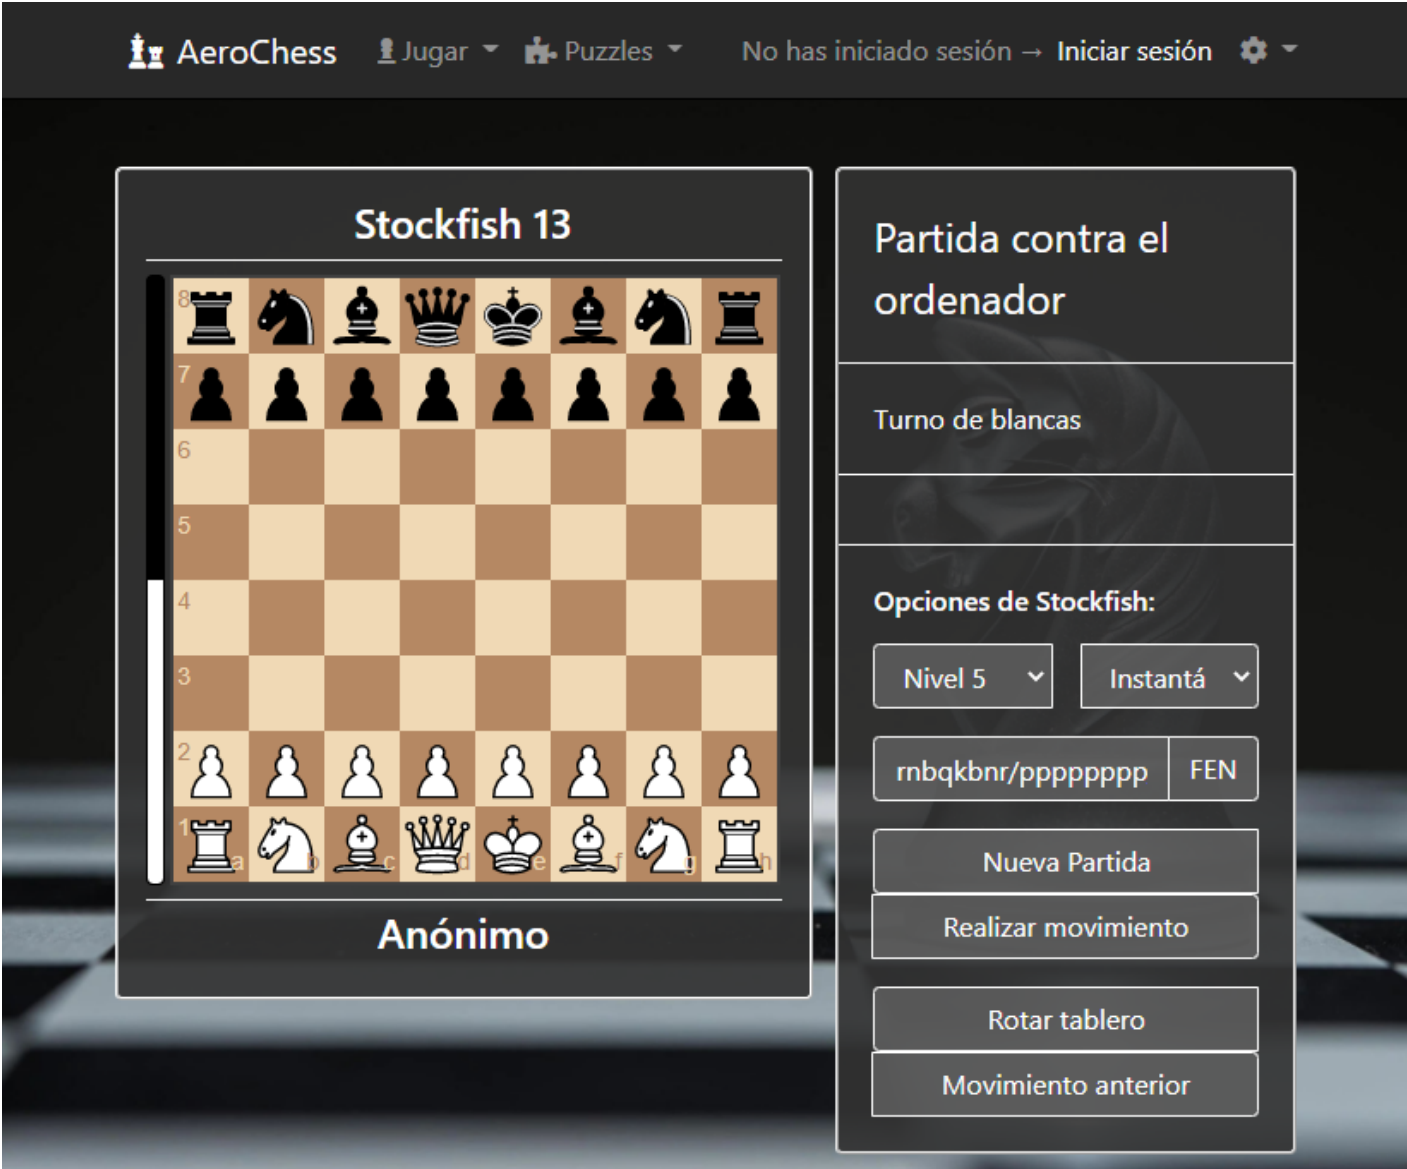 AeroChess Jugar Puzzles No has iniciado sesión → Iniciar sesión
Stockfish 13
8
7
6
5
4
3
2
1
a b c d e f g h
Anónimo
Partida contra el
ordenador
Turno de blancas
Opciones de Stockfish:
Nivel 5 Instantá
rnbqkbnr/pppppppp FEN
Nueva Partida
Realizar movimiento
Rotar tablero
Movimiento anterior